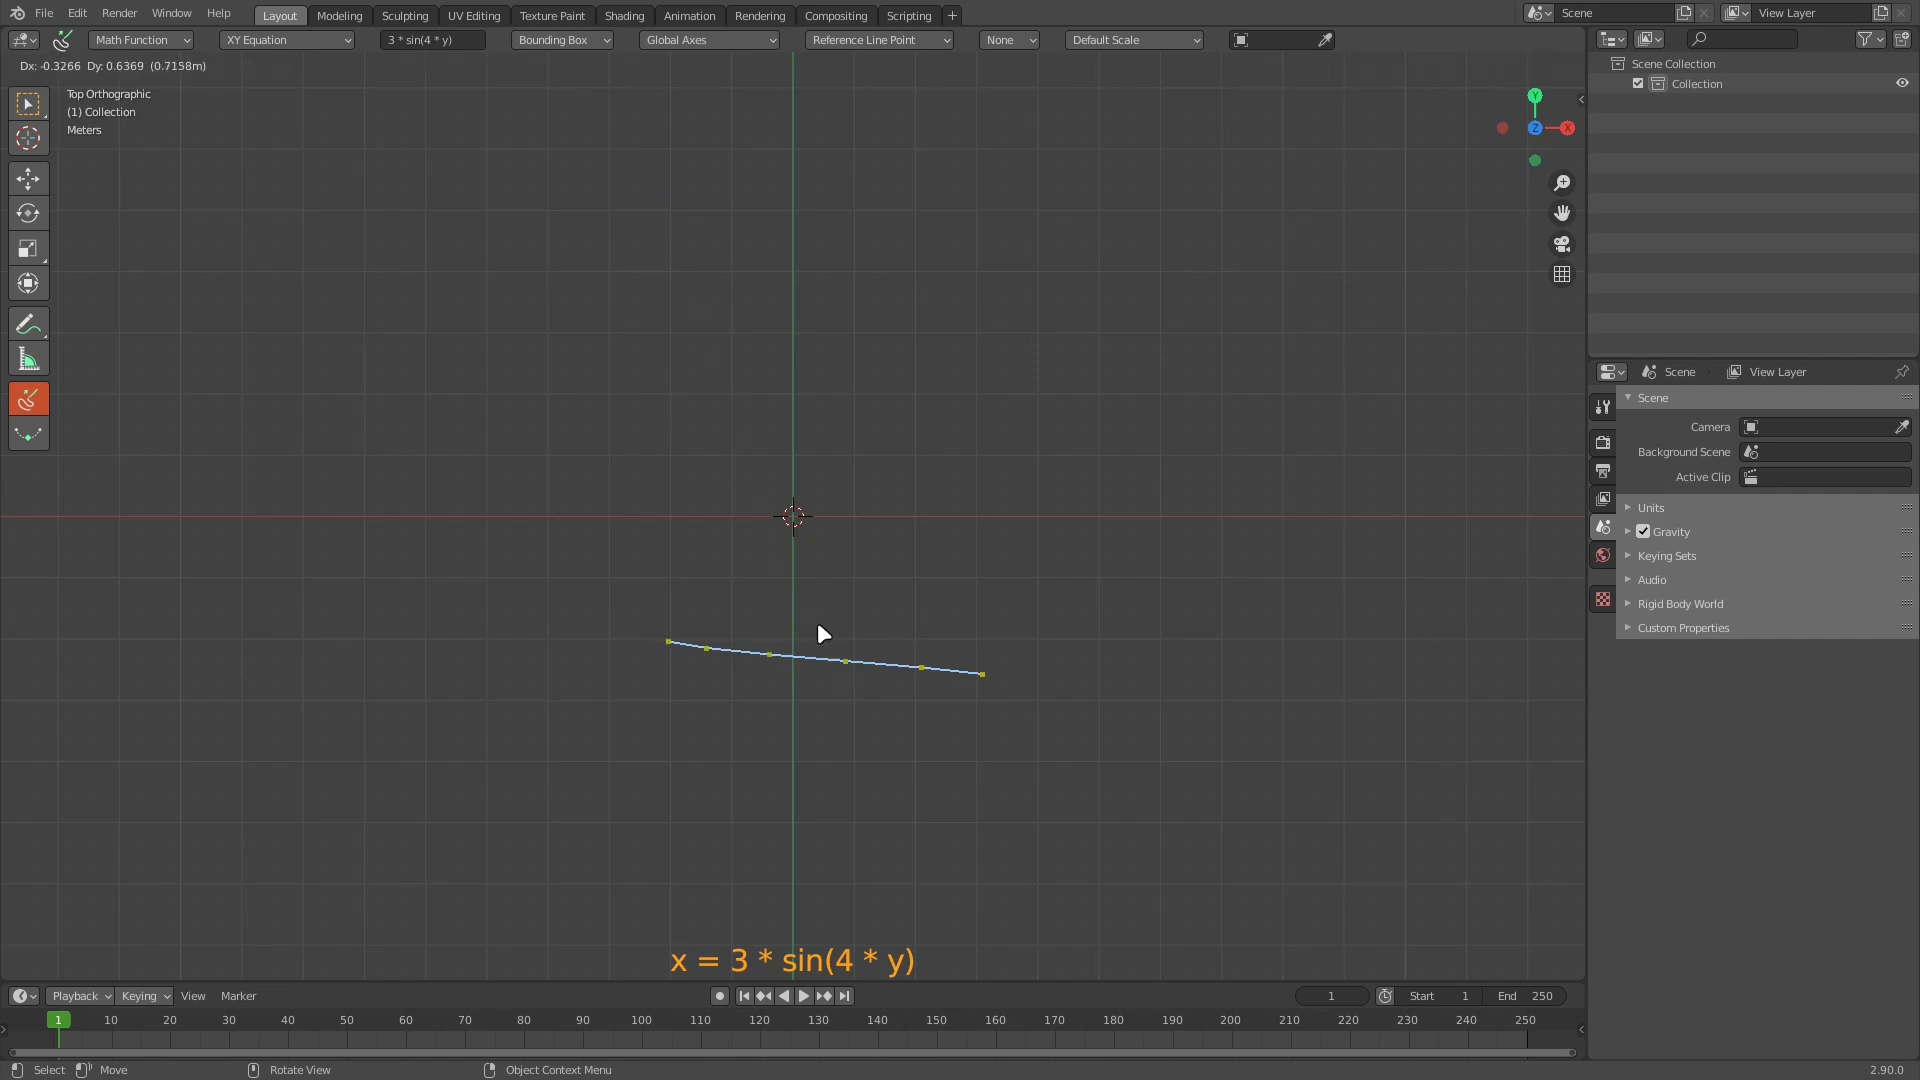 File Edit Render Window Help Layout Modeling Sculpting UV Editing Texture Paint Shading Animation Rendering Compositing Scripting + Scene View Layer
Math Function XY Equation 3 * sin(4 * y) Bounding Box Global Axes Reference Line Point None Default Scale
Dx: -0.3266 Dy: 0.6369 (0.7158m)
Top Orthographic
(1) Collection
Meters
Y
Z
X
Scene Collection
Collection
Scene View Layer
Scene
Camera
Background Scene
Active Clip
Units
Gravity
Keying Sets
Audio
Rigid Body World
Custom Properties
x = 3 * sin(4 * y)
Playback Keying View Marker 1 Start 1 End 250
1 10 20 30 40 50 60 70 80 90 100 110 120 130 140 150 160 170 180 190 200 210 220 230 240 250
Select Move Rotate View Object Context Menu 2.90.0